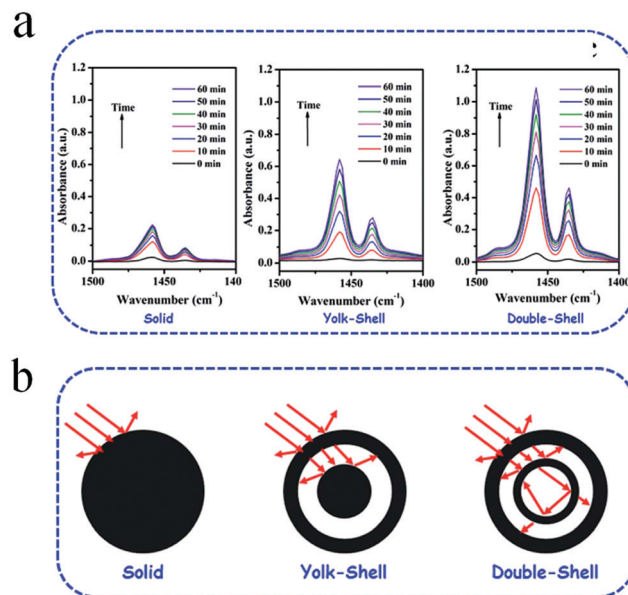 a
1.2
1.0
0.8
0.6
0.4
0.2
0.0
Absorbance (a.u.)
Time
60 min
50 min
40 min
30 min
20 min
10 min
0 min
1500 1450 140
Wavenumber (cm⁻¹)
Solid
1.2
1.0
0.8
0.6
0.4
0.2
0.0
Absorbance (a.u.)
Time
60 min
50 min
40 min
30 min
20 min
10 min
0 min
1500 1450 1400
Wavenumber (cm⁻¹)
Yolk-Shell
1.2
1.0
0.8
0.6
0.4
0.2
0.0
Absorbance (a.u.)
Time
60 min
50 min
40 min
30 min
20 min
10 min
0 min
1500 1450 1400
Wavenumber (cm⁻¹)
Double-Shell
b
Solid
Yolk-Shell
Double-Shell